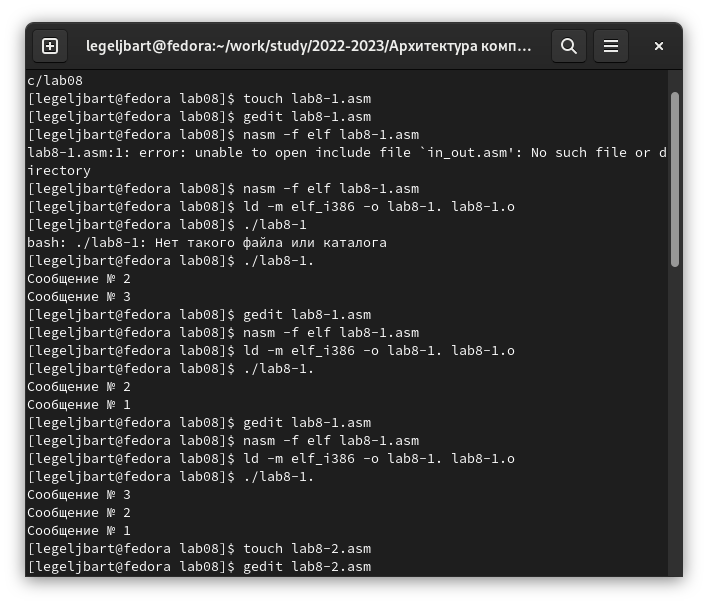 legeljbart@fedora:~/work/study/2022-2023/Архитектура комп...
c/lab08
[legeljbart@fedora lab08]$ touch lab8-1.asm
[legeljbart@fedora lab08]$ gedit lab8-1.asm
[legeljbart@fedora lab08]$ nasm -f elf lab8-1.asm
lab8-1.asm:1: error: unable to open include file `in_out.asm': No such file or d
irectory
[legeljbart@fedora lab08]$ nasm -f elf lab8-1.asm
[legeljbart@fedora lab08]$ ld -m elf_i386 -o lab8-1. lab8-1.o
[legeljbart@fedora lab08]$ ./lab8-1
bash: ./lab8-1: Нет такого файла или каталога
[legeljbart@fedora lab08]$ ./lab8-1.
Сообщение № 2
Сообщение № 3
[legeljbart@fedora lab08]$ gedit lab8-1.asm
[legeljbart@fedora lab08]$ nasm -f elf lab8-1.asm
[legeljbart@fedora lab08]$ ld -m elf_i386 -o lab8-1. lab8-1.o
[legeljbart@fedora lab08]$ ./lab8-1.
Сообщение № 2
Сообщение № 1
[legeljbart@fedora lab08]$ gedit lab8-1.asm
[legeljbart@fedora lab08]$ nasm -f elf lab8-1.asm
[legeljbart@fedora lab08]$ ld -m elf_i386 -o lab8-1. lab8-1.o
[legeljbart@fedora lab08]$ ./lab8-1.
Сообщение № 3
Сообщение № 2
Сообщение № 1
[legeljbart@fedora lab08]$ touch lab8-2.asm
[legeljbart@fedora lab08]$ gedit lab8-2.asm